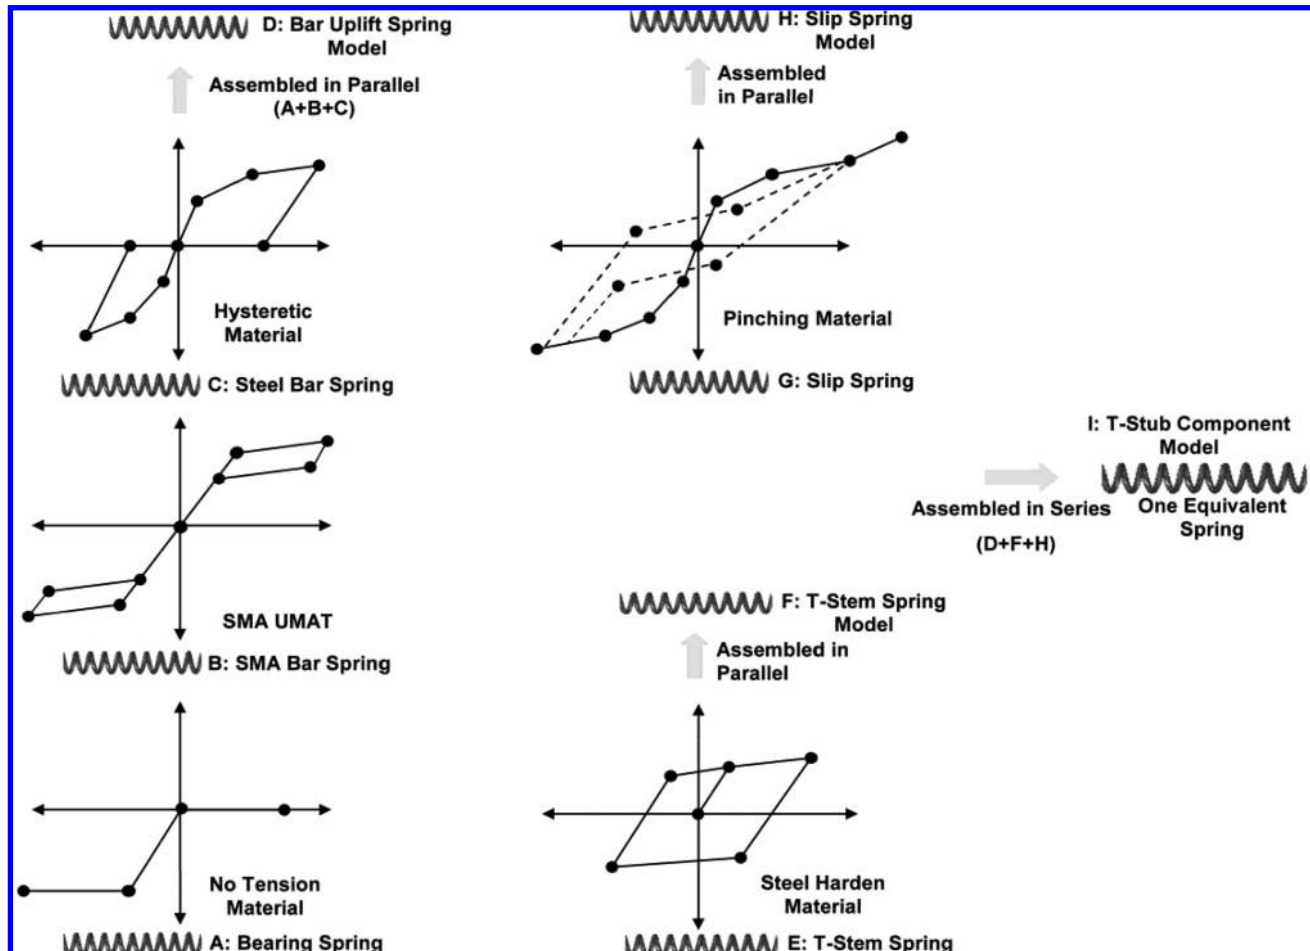 D: Bar Uplift Spring
Model
Assembled in Parallel
(A+B+C)
Hysteretic
Material
C: Steel Bar Spring
SMA UMAT
B: SMA Bar Spring
No Tension
Material
A: Bearing Spring
H: Slip Spring
Model
Assembled
in Parallel
Pinching Material
G: Slip Spring
F: T-Stem Spring
Model
Assembled in
Parallel
Steel Harden
Material
E: T-Stem Spring
Assembled in Series
(D+F+H)
I: T-Stub Component
Model
One Equivalent
Spring